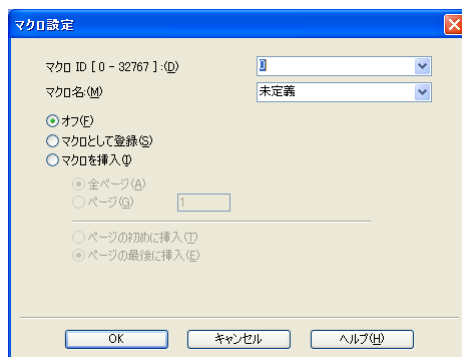 マクロ設定
マクロ ID [ 0 - 32767 ] :(D) 0
マクロ名:(M) 未定義
オフ(F)
マクロとして登録(S)
マクロを挿入(I)
全ページ(A)
ページ(G) 1
ページの初めに挿入(T)
ページの最後に挿入(E)
OK キャンセル ヘルプ(H)